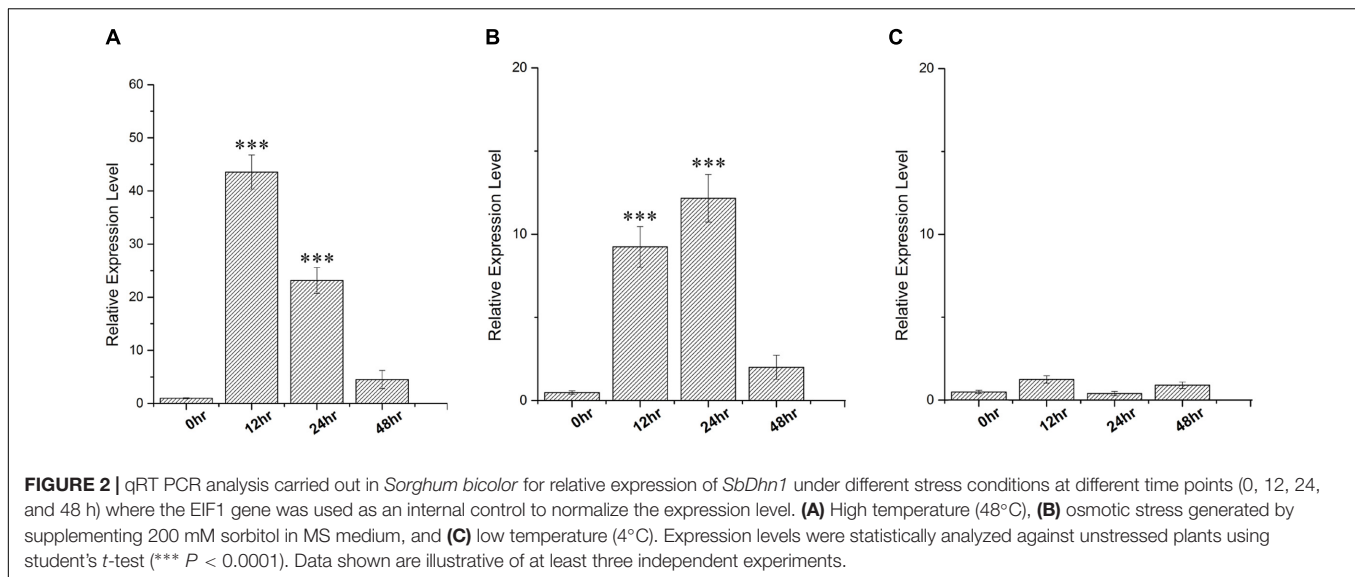 A
Relative Expression Level
60
50
40
30
20
10
0
***
***
0hr
12hr
24hr
48hr
B
Relative Expression Level
20
10
0
***
***
0hr
12hr
24hr
48hr
C
Relative Expression Level
20
10
0
0hr
12hr
24hr
48hr
FIGURE 2 | qRT PCR analysis carried out in Sorghum bicolor for relative expression of SbDhn1 under different stress conditions at different time points (0, 12, 24,
and 48 h) where the EIF1 gene was used as an internal control to normalize the expression level. (A) High temperature (48°C), (B) osmotic stress generated by
supplementing 200 mM sorbitol in MS medium, and (C) low temperature (4°C). Expression levels were statistically analyzed against unstressed plants using
student's t-test (*** P < 0.0001). Data shown are illustrative of at least three independent experiments.